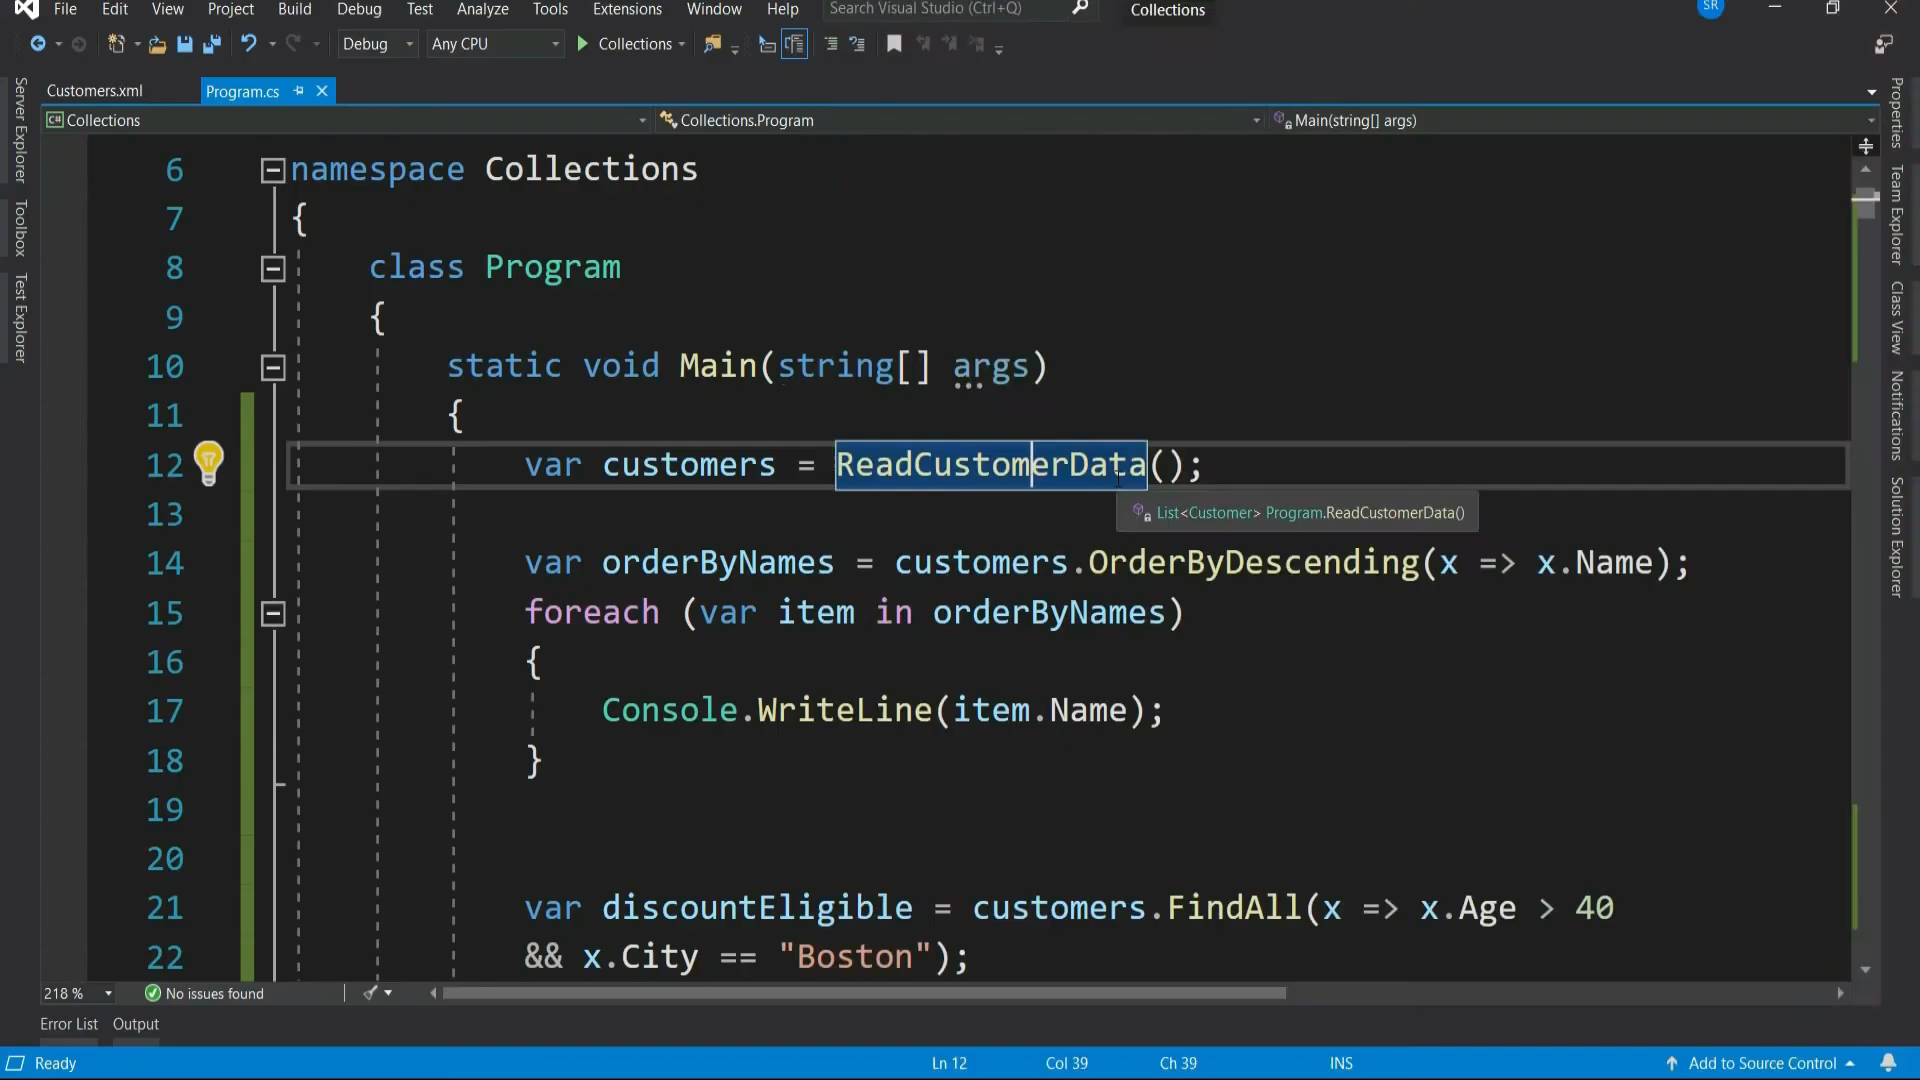 File Edit View Project Build Debug Test Analyze Tools Extensions Window Help Search Visual Studio (Ctrl+Q) Collections SR
Debug Any CPU Collections
Customers.xml Program.cs
Collections Collections.Program Main(string[] args)
Server Explorer
Toolbox
Test Explorer
6 namespace Collections
7 {
8 class Program
9 {
10 static void Main(string[] args)
11 {
12 var customers = ReadCustomerData();
List<Customer> Program.ReadCustomerData()
13
14 var orderByNames = customers.OrderByDescending(x => x.Name);
15 foreach (var item in orderByNames)
16 {
17 Console.WriteLine(item.Name);
18 }
19
20
21 var discountEligible = customers.FindAll(x => x.Age > 40
22 && x.City == "Boston");
Properties
Team Explorer
Class View
Notifications
Solution Explorer
218 % No issues found
Error List Output
Ready Ln 12 Col 39 Ch 39 INS Add to Source Control